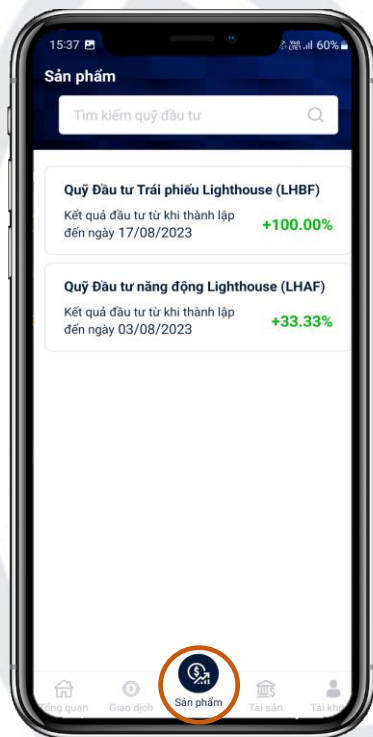 15:37 60%
Sản phẩm
Tìm kiếm quỹ đầu tư
Quỹ Đầu tư Trái phiếu Lighthouse (LHBF)
Kết quả đầu tư từ khi thành lập
đến ngày 17/08/2023
+100.00%
Quỹ Đầu tư năng động Lighthouse (LHAF)
Kết quả đầu tư từ khi thành lập
đến ngày 03/08/2023
+33.33%
Tổng quan Giao dịch Sản phẩm Tài sản Tài kho